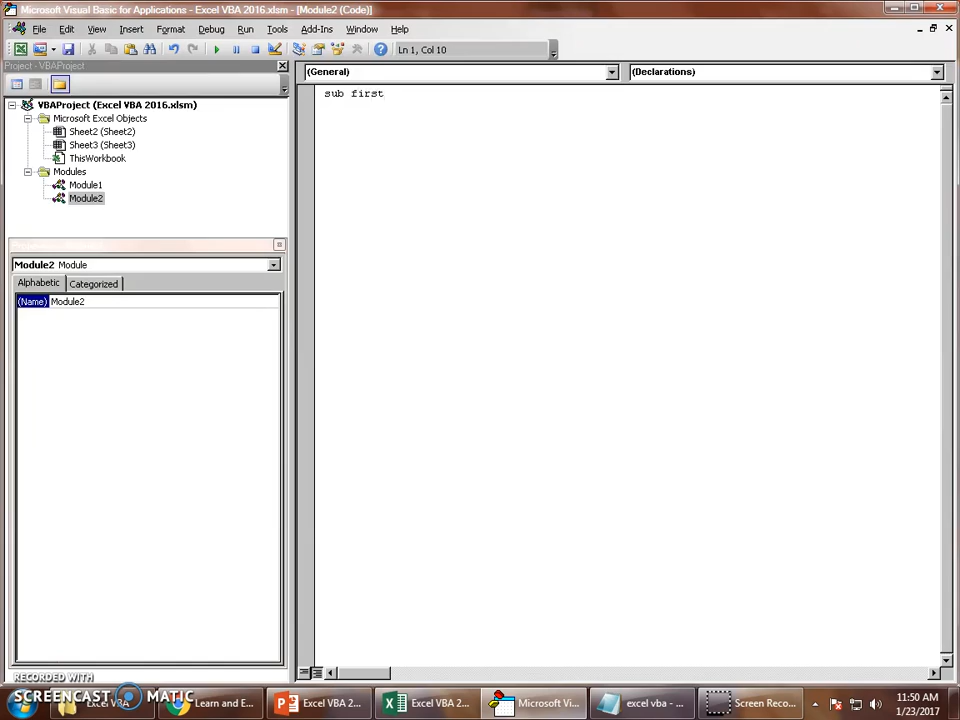 Microsoft Visual Basic for Applications - Excel VBA 2016.xlsm - [Module2 (Code)]
File Edit View Insert Format Debug Run Tools Add-Ins Window Help
Ln 1, Col 10
Project - VBAProject
(General) (Declarations)
sub first
VBAProject (Excel VBA 2016.xlsm)
Microsoft Excel Objects
Sheet2 (Sheet2)
Sheet3 (Sheet3)
ThisWorkbook
Modules
Module1
Module2
Module2 Module
Alphabetic Categorized
(Name) Module2
RECORDED WITH
SCREENCAST MATIC
Excel VBA
Learn and E...
Excel VBA 2...
Excel VBA 2...
Microsoft Vi...
excel vba - ...
Screen Reco...
11:50 AM
1/23/2017